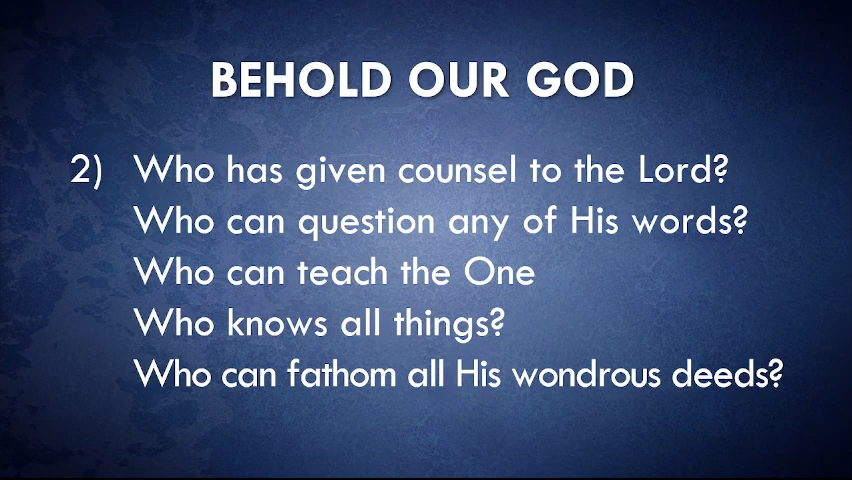 BEHOLD OUR GOD
2) Who has given counsel to the Lord?
Who can question any of His words?
Who can teach the One
Who knows all things?
Who can fathom all His wondrous deeds?